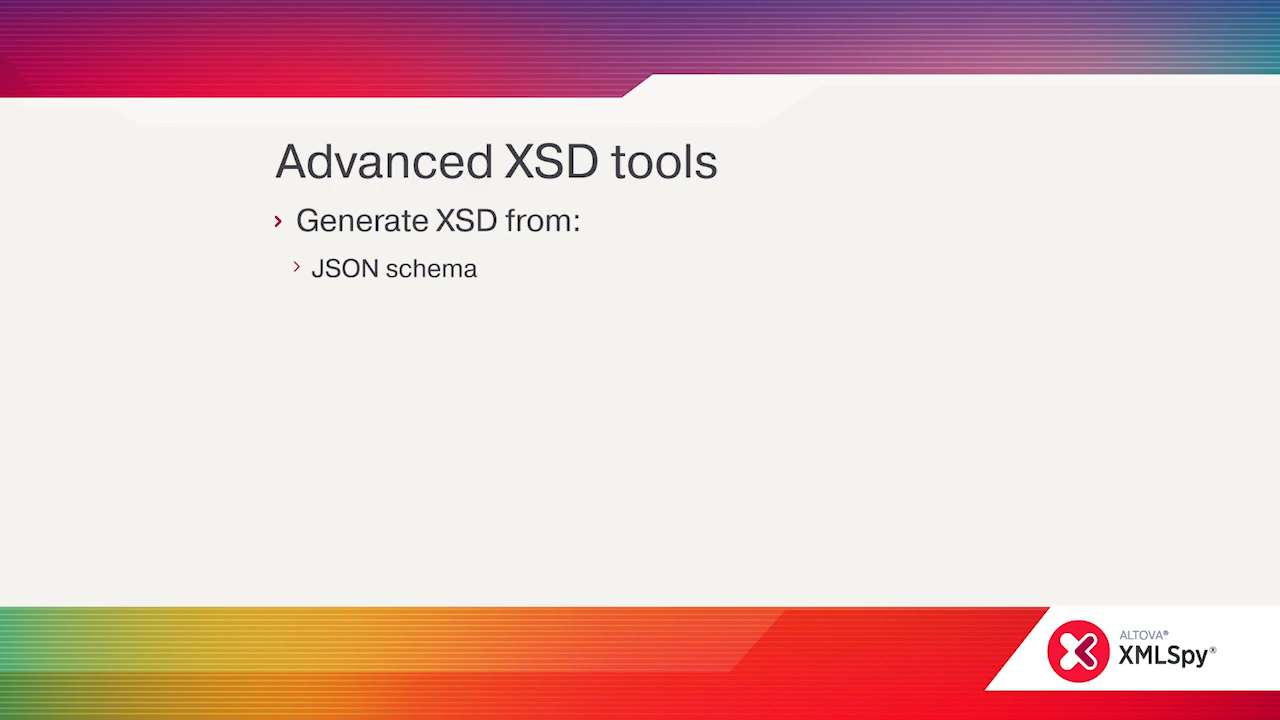 Advanced XSD tools
Generate XSD from:
JSON schema
ALTOVA®
XMLSpy®